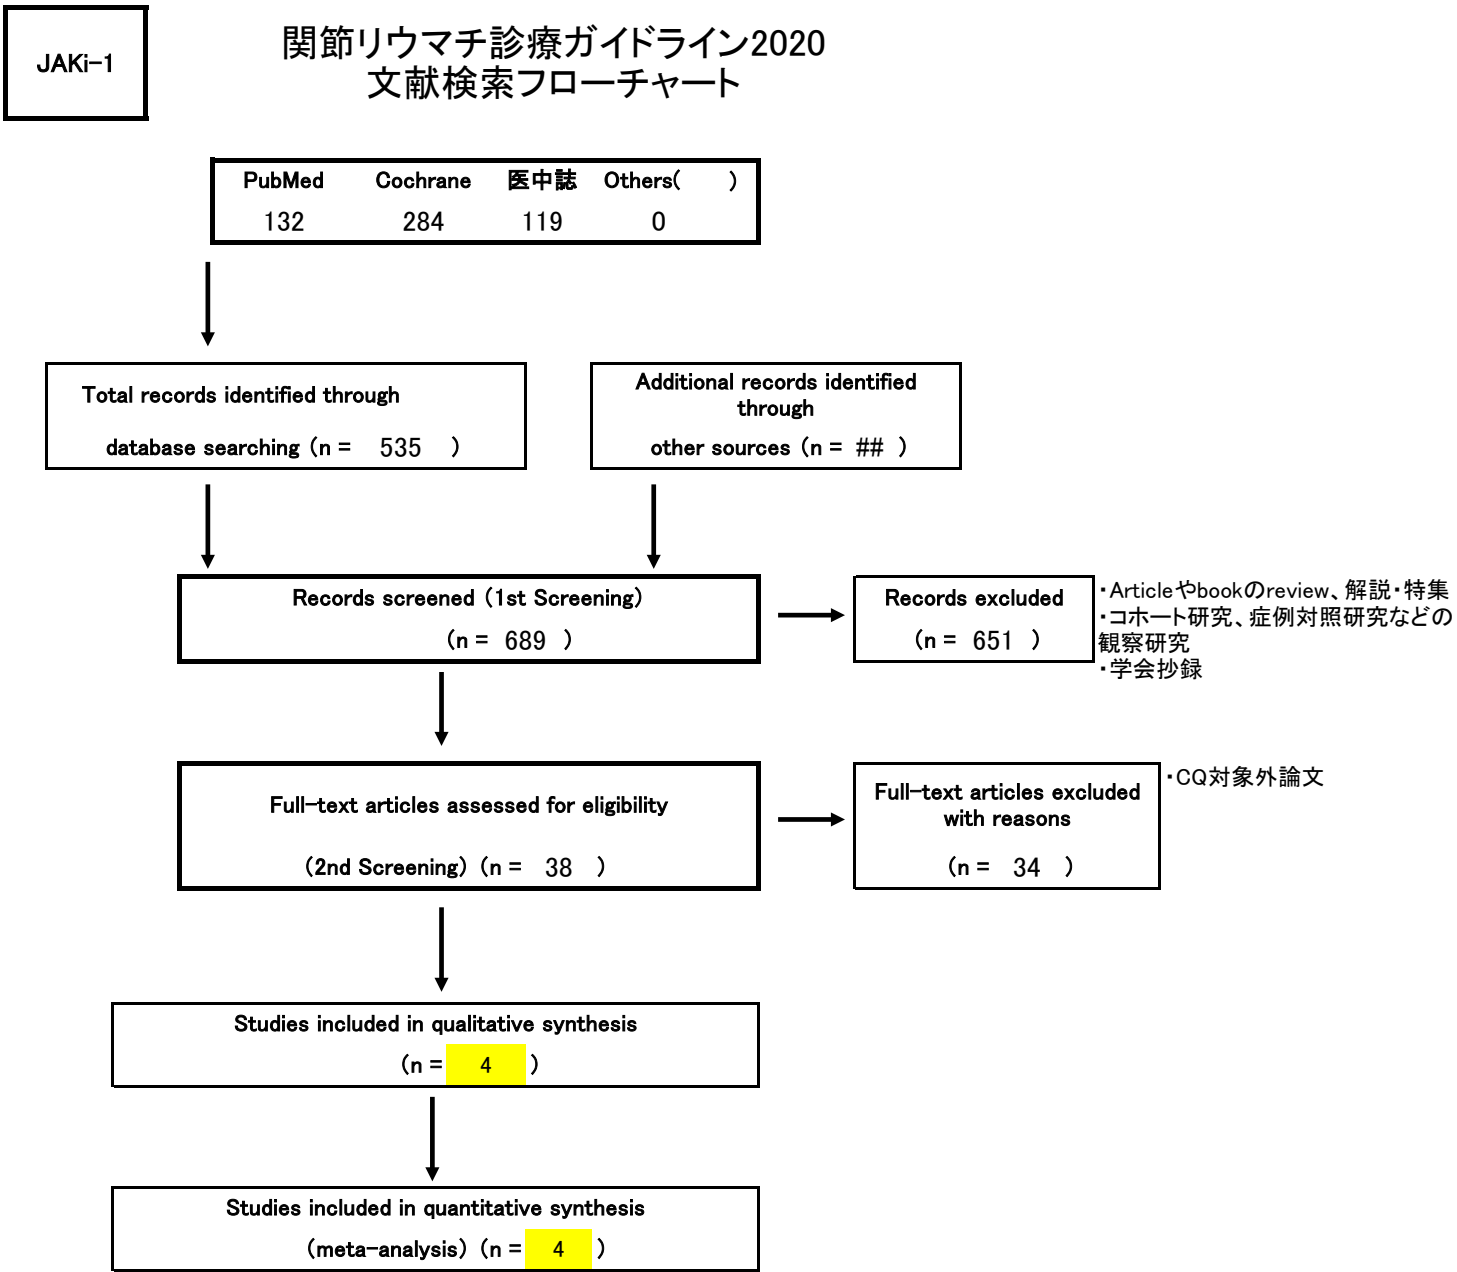 JAKi-1
関節リウマチ診療ガイドライン2020
文献検索フローチャート
PubMed Cochrane 医中誌 Others( )
132 284 119 0
Total records identified through
database searching (n = 535 )
Additional records identified
through
other sources (n = ## )
Records screened (1st Screening)
(n = 689 )
Records excluded
(n = 651 )
・Articleやbookのreview、解説・特集
・コホート研究、症例対照研究などの
観察研究
・学会抄録
Full-text articles assessed for eligibility
(2nd Screening) (n = 38 )
Full-text articles excluded
with reasons
(n = 34 )
・CQ対象外論文
Studies included in qualitative synthesis
(n = 4 )
Studies included in quantitative synthesis
(meta-analysis) (n = 4 )